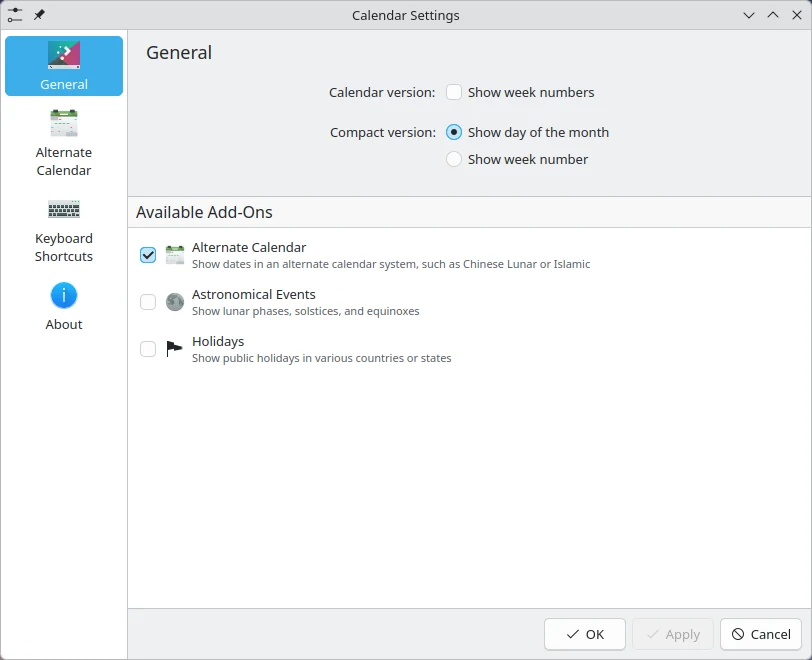 Calendar Settings
General
Alternate
Calendar
Keyboard
Shortcuts
About
General
Calendar version: Show week numbers
Compact version: Show day of the month
Show week number
Available Add-Ons
Alternate Calendar
Show dates in an alternate calendar system, such as Chinese Lunar or Islamic
Astronomical Events
Show lunar phases, solstices, and equinoxes
Holidays
Show public holidays in various countries or states
OK Apply Cancel